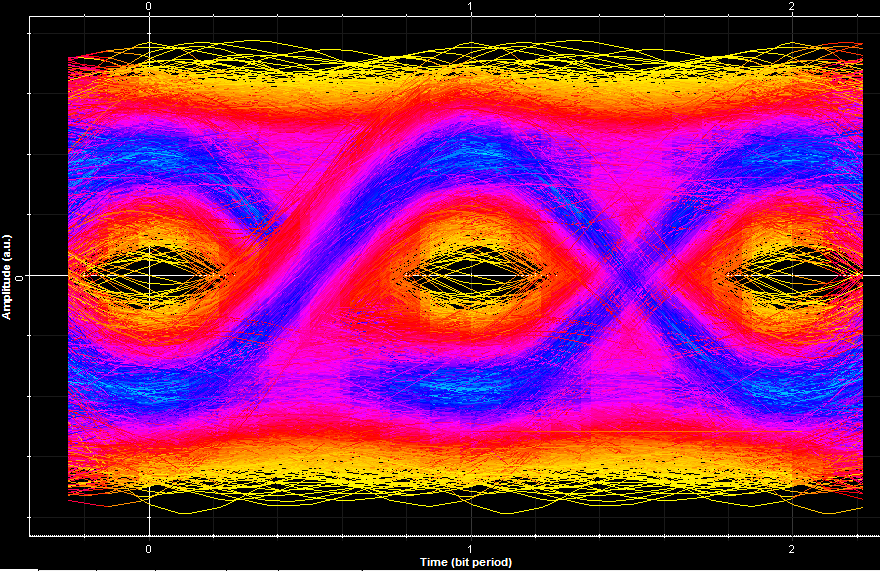 0 1 2
Amplitude (a.u.)
0
0 1 2
Time (bit period)